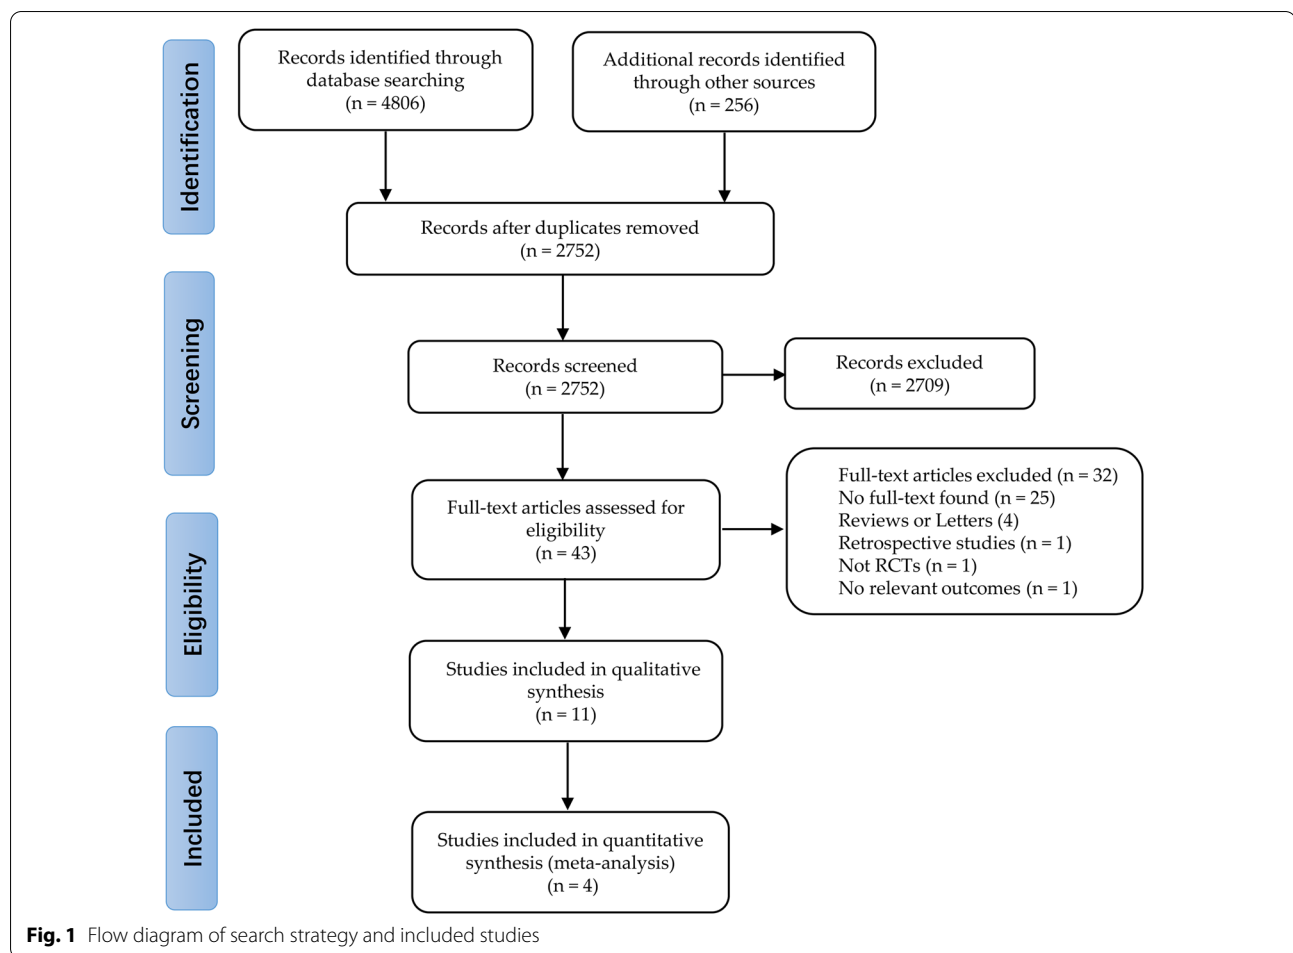 Identification
Records identified through
database searching
(n = 4806)
Additional records identified
through other sources
(n = 256)
Records after duplicates removed
(n = 2752)
Screening
Records screened
(n = 2752)
Records excluded
(n = 2709)
Eligibility
Full-text articles assessed for
eligibility
(n = 43)
Full-text articles excluded (n = 32)
No full-text found (n = 25)
Reviews or Letters (4)
Retrospective studies (n = 1)
Not RCTs (n = 1)
No relevant outcomes (n = 1)
Studies included in qualitative
synthesis
(n = 11)
Included
Studies included in quantitative
synthesis (meta-analysis)
(n = 4)
Fig. 1 Flow diagram of search strategy and included studies